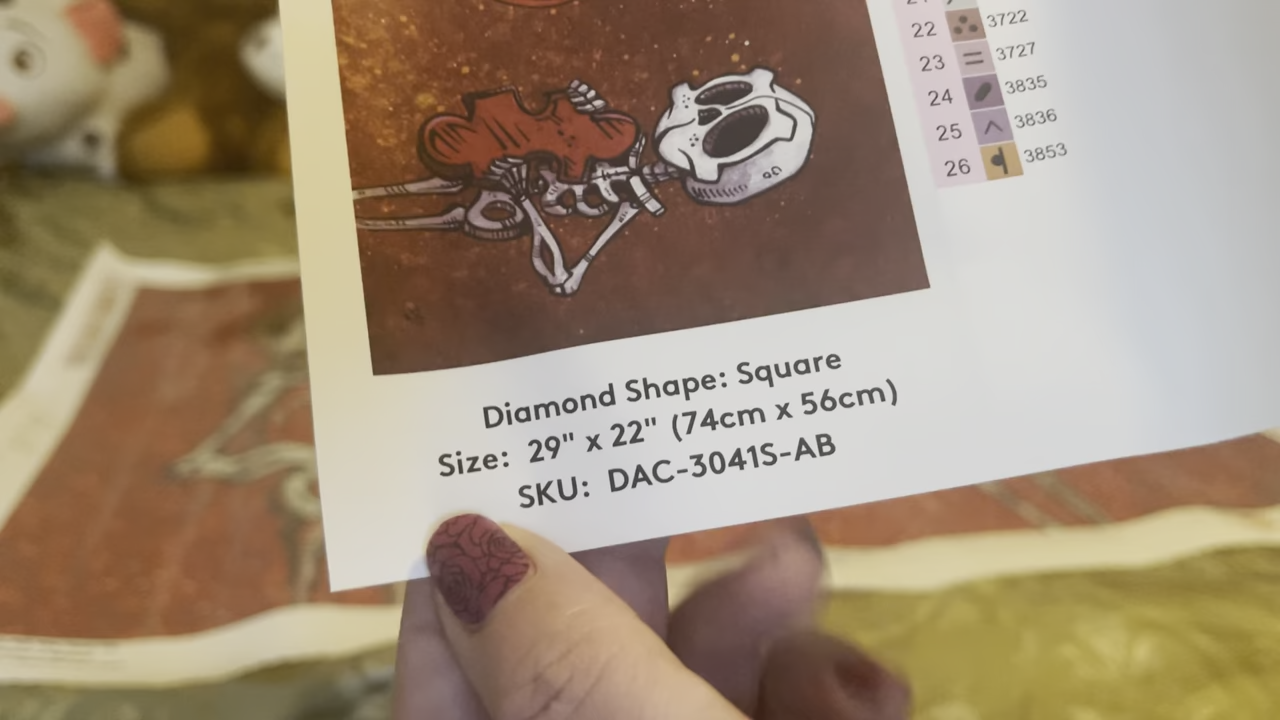 22 3722
23 3727
24 3835
25 3836
26 3853
Diamond Shape: Square
Size: 29" x 22" (74cm x 56cm)
SKU: DAC-3041S-AB